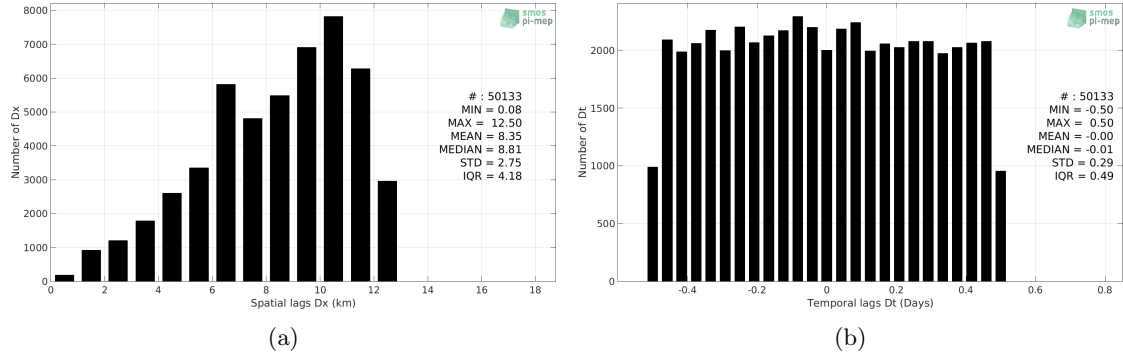 smos
pi-mep
8000
7000
6000
5000
4000
3000
2000
1000
0
Number of Dx
# : 50133
MIN = 0.08
MAX = 12.50
MEAN = 8.35
MEDIAN = 8.81
STD = 2.75
IQR = 4.18
0 2 4 6 8 10 12 14 16 18
Spatial lags Dx (km)
(a)
smos
pi-mep
2000
1500
1000
500
0
Number of Dt
# : 50133
MIN = -0.50
MAX = 0.50
MEAN = -0.00
MEDIAN = -0.01
STD = 0.29
IQR = 0.49
-0.4 -0.2 0 0.2 0.4 0.6 0.8
Temporal lags Dt (Days)
(b)